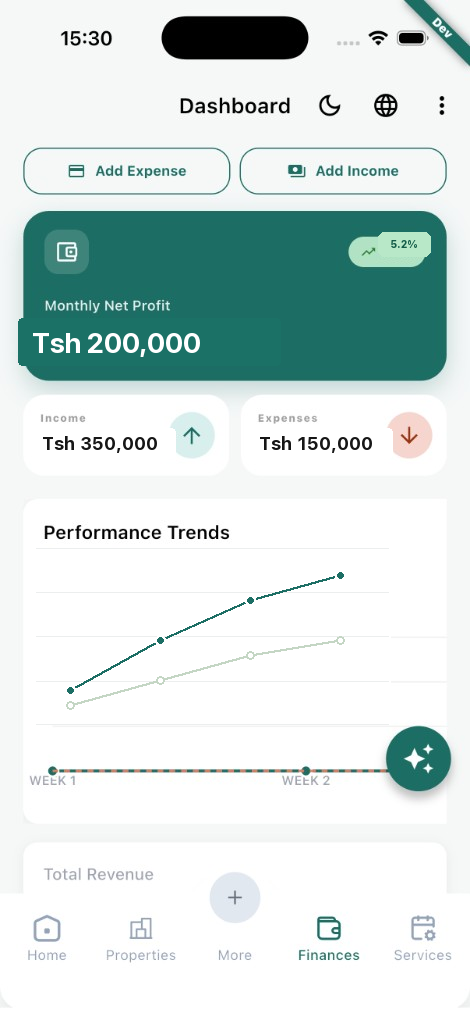 15:30
Dev
Dashboard
Add Expense
Add Income
5.2%
Monthly Net Profit
Tsh 200,000
Income
Tsh 350,000
Expenses
Tsh 150,000
Performance Trends
WEEK 1
WEEK 2
Total Revenue
Home
Properties
More
Finances
Services